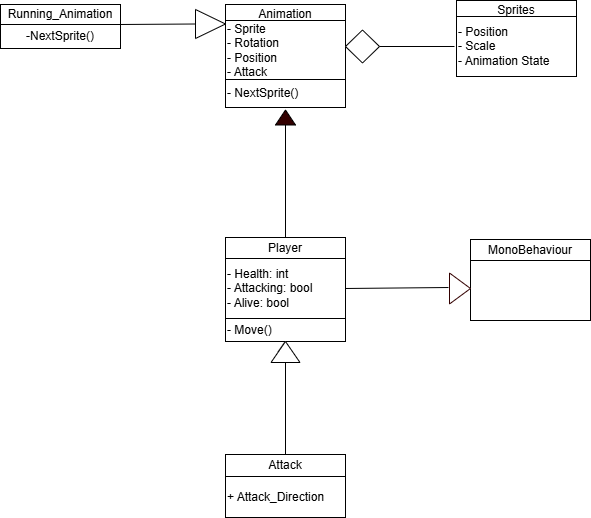 Running_Animation
-NextSprite()
Animation
- Sprite
- Rotation
- Position
- Attack
- NextSprite()
Sprites
- Position
- Scale
- Animation State
Player
- Health: int
- Attacking: bool
- Alive: bool
- Move()
MonoBehaviour
Attack
+ Attack_Direction